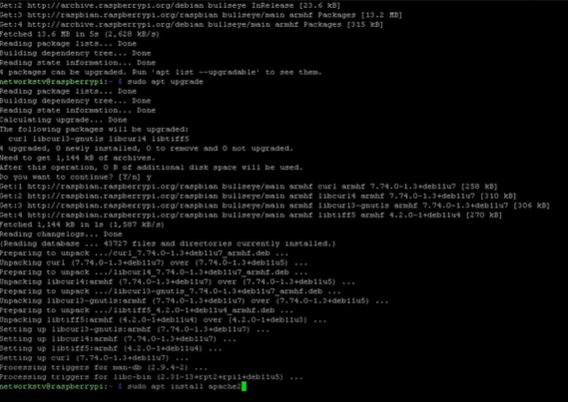 Get:2 http://archive.raspberrypi.org/debian bullseye InRelease [23.6 kB]
Get:3 http://raspbian.raspberrypi.org/raspbian bullseye/main armhf Packages [13.2 MB]
Get:4 http://archive.raspberrypi.org/debian bullseye/main armhf Packages [315 kB]
Fetched 13.6 MB in 5s (2,628 kB/s)
Reading package lists... Done
Building dependency tree... Done
Reading state information... Done
4 packages can be upgraded. Run 'apt list --upgradable' to see them.
networkstv@raspberrypi:~ $ sudo apt upgrade
Reading package lists... Done
Building dependency tree... Done
Reading state information... Done
Calculating upgrade... Done
The following packages will be upgraded:
curl libcurl3-gnutls libcurl4 libtiff5
4 upgraded, 0 newly installed, 0 to remove and 0 not upgraded.
Need to get 1,144 kB of archives.
After this operation, 0 B of additional disk space will be used.
Do you want to continue? [Y/n] y
Get:1 http://raspbian.raspberrypi.org/raspbian bullseye/main armhf curl armhf 7.74.0-1.3+deb11u7 [258 kB]
Get:2 http://raspbian.raspberrypi.org/raspbian bullseye/main armhf libcurl4 armhf 7.74.0-1.3+deb11u7 [310 kB]
Get:3 http://raspbian.raspberrypi.org/raspbian bullseye/main armhf libcurl3-gnutls armhf 7.74.0-1.3+deb11u7 [306 kB]
Get:4 http://raspbian.raspberrypi.org/raspbian bullseye/main armhf libtiff5 armhf 4.2.0-1+deb11u4 [270 kB]
Fetched 1,144 kB in 1s (1,587 kB/s)
Reading changelogs... Done
(Reading database ... 43727 files and directories currently installed.)
Preparing to unpack .../curl_7.74.0-1.3+deb11u7_armhf.deb ...
Unpacking curl (7.74.0-1.3+deb11u7) over (7.74.0-1.3+deb11u5) ...
Preparing to unpack .../libcurl4_7.74.0-1.3+deb11u7_armhf.deb ...
Unpacking libcurl4:armhf (7.74.0-1.3+deb11u7) over (7.74.0-1.3+deb11u5) ...
Preparing to unpack .../libcurl3-gnutls_7.74.0-1.3+deb11u7_armhf.deb ...
Unpacking libcurl3-gnutls:armhf (7.74.0-1.3+deb11u7) over (7.74.0-1.3+deb11u5) ...
Preparing to unpack .../libtiff5_4.2.0-1+deb11u4_armhf.deb ...
Unpacking libtiff5:armhf (4.2.0-1+deb11u4) over (4.2.0-1+deb11u3) ...
Setting up libcurl3-gnutls:armhf (7.74.0-1.3+deb11u7) ...
Setting up libcurl4:armhf (7.74.0-1.3+deb11u7) ...
Setting up libtiff5:armhf (4.2.0-1+deb11u4) ...
Setting up curl (7.74.0-1.3+deb11u7) ...
Processing triggers for man-db (2.9.4-2) ...
Processing triggers for libc-bin (2.31-13+rpt2+rpi1+deb11u5) ...
networkstv@raspberrypi:~ $ sudo apt install apache2